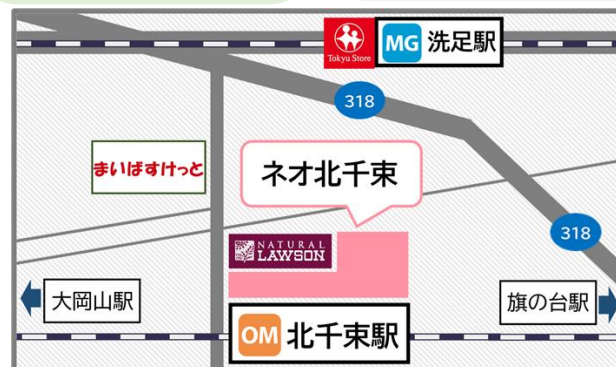 Tokyu Store
MG 洗足駅
318
まいばすけっと
ネオ北千束
318
NATURAL
LAWSON
大岡山駅
旗の台駅
OM 北千束駅